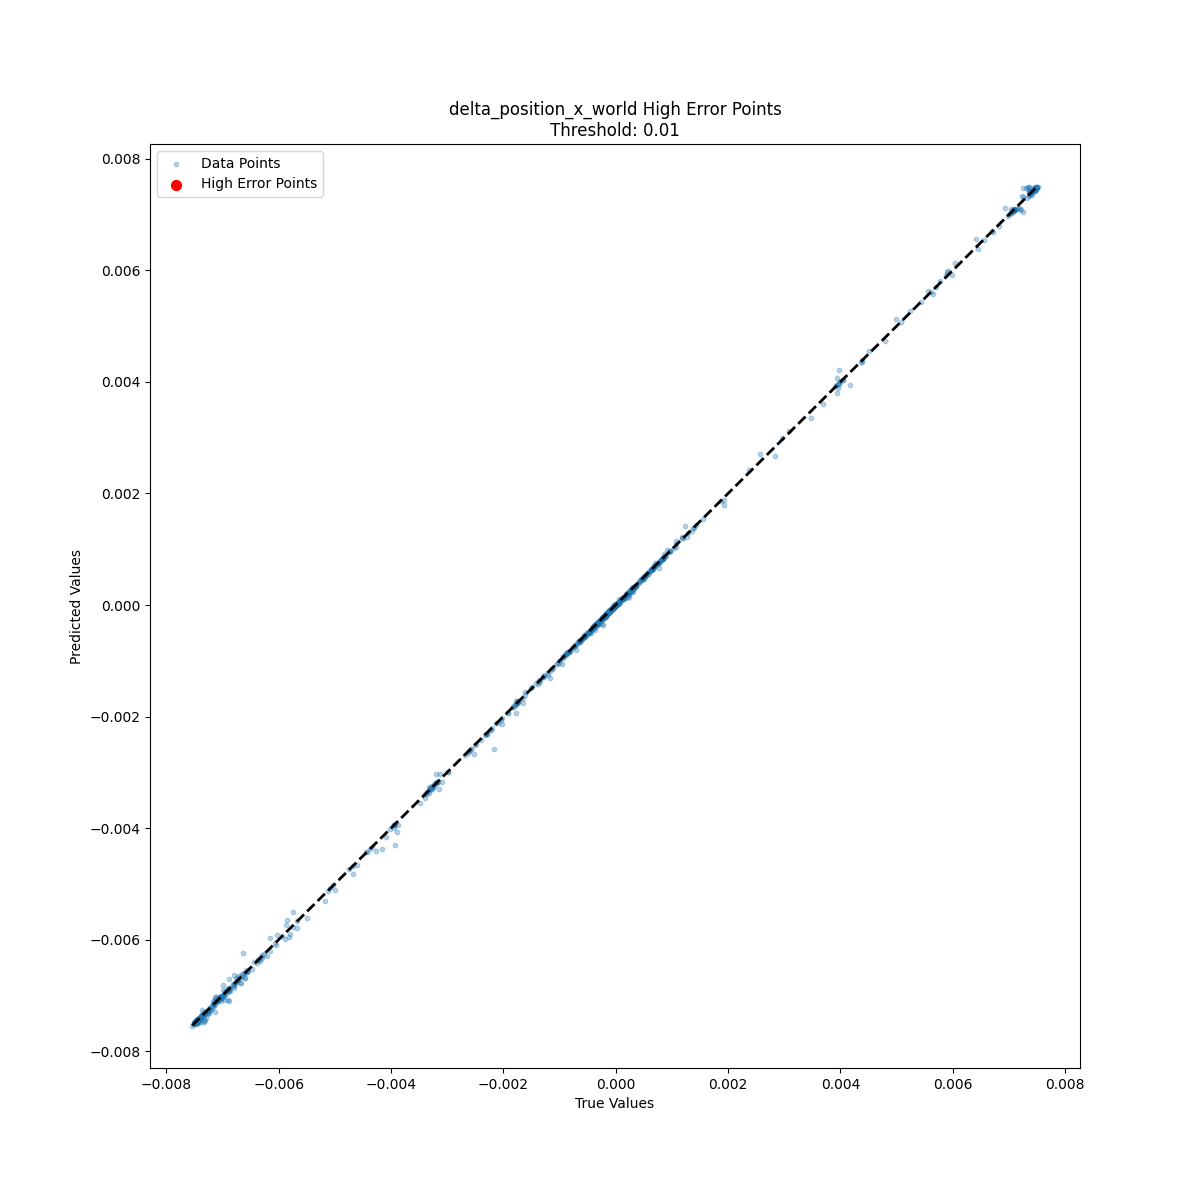 delta_position_x_world High Error Points
Threshold: 0.01
Data Points
High Error Points
0.008
0.006
0.004
0.002
0.000
−0.002
−0.004
−0.006
−0.008
Predicted Values
−0.008 −0.006 −0.004 −0.002 0.000 0.002 0.004 0.006 0.008
True Values